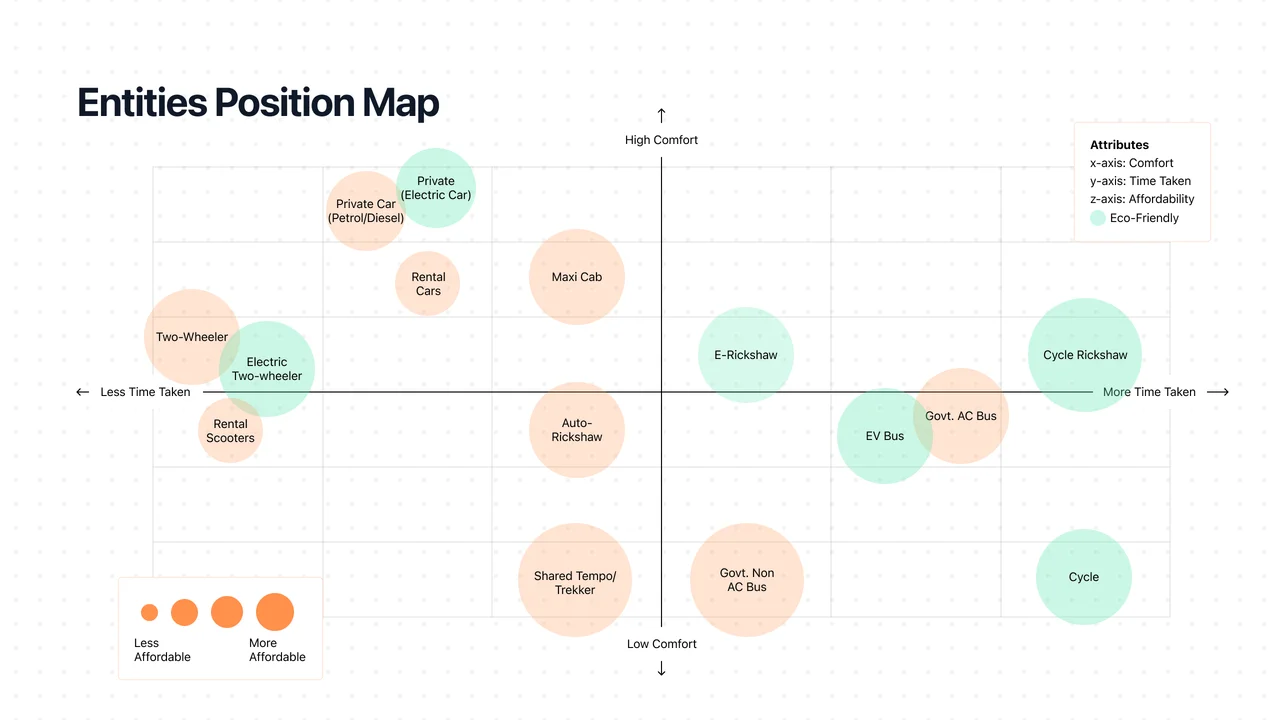 Entities Position Map
High Comfort
Attributes
x-axis: Comfort
y-axis: Time Taken
z-axis: Affordability
Eco-Friendly
Private
(Electric Car)
Private Car
(Petrol/Diesel)
Rental
Cars
Maxi Cab
Two-Wheeler
Electric
Two-wheeler
E-Rickshaw
Cycle Rickshaw
Less Time Taken
More Time Taken
Rental
Scooters
Auto-
Rickshaw
Govt. AC Bus
EV Bus
Shared Tempo/
Trekker
Govt. Non
AC Bus
Cycle
Less
Affordable
More
Affordable
Low Comfort